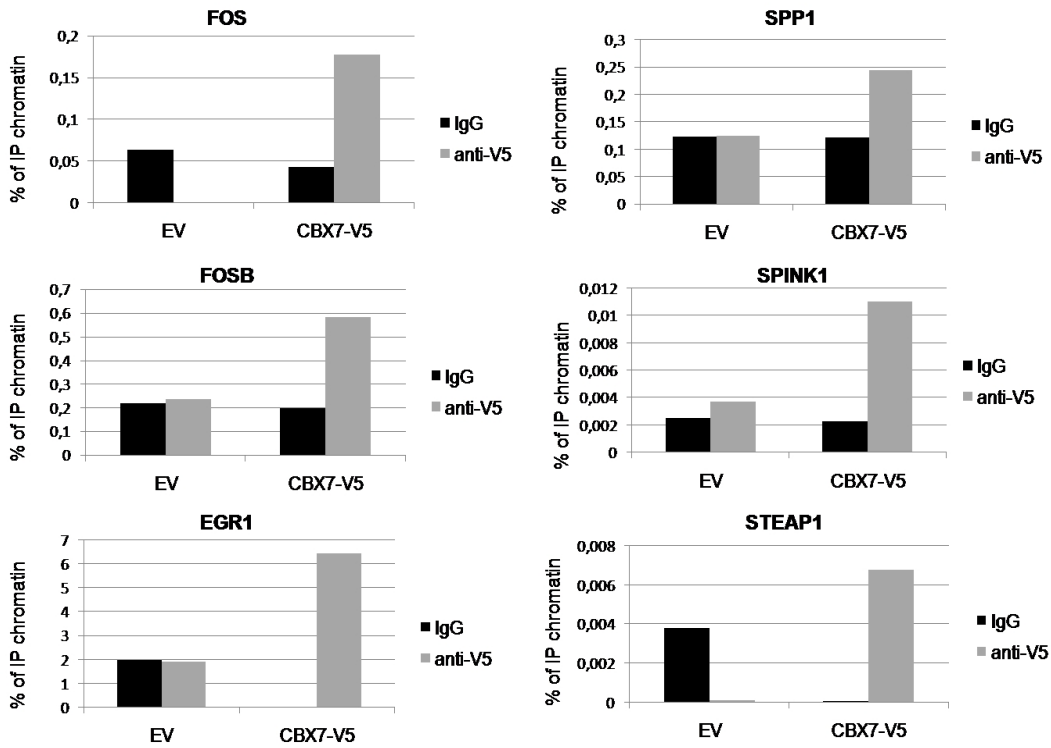 FOS
% of IP chromatin
0,2
0,15
0,1
0,05
0
EV
CBX7-V5
IgG
anti-V5
SPP1
% of IP chromatin
0,3
0,25
0,2
0,15
0,1
0,05
0
EV
CBX7-V5
IgG
anti-V5
FOSB
% of IP chromatin
0,7
0,6
0,5
0,4
0,3
0,2
0,1
0
EV
CBX7-V5
IgG
anti-V5
SPINK1
% of IP chromatin
0,012
0,01
0,008
0,006
0,004
0,002
0
EV
CBX7-V5
IgG
anti-V5
EGR1
% of IP chromatin
7
6
5
4
3
2
1
0
EV
CBX7-V5
IgG
anti-V5
STEAP1
% of IP chromatin
0,008
0,006
0,004
0,002
0
EV
CBX7-V5
IgG
anti-V5